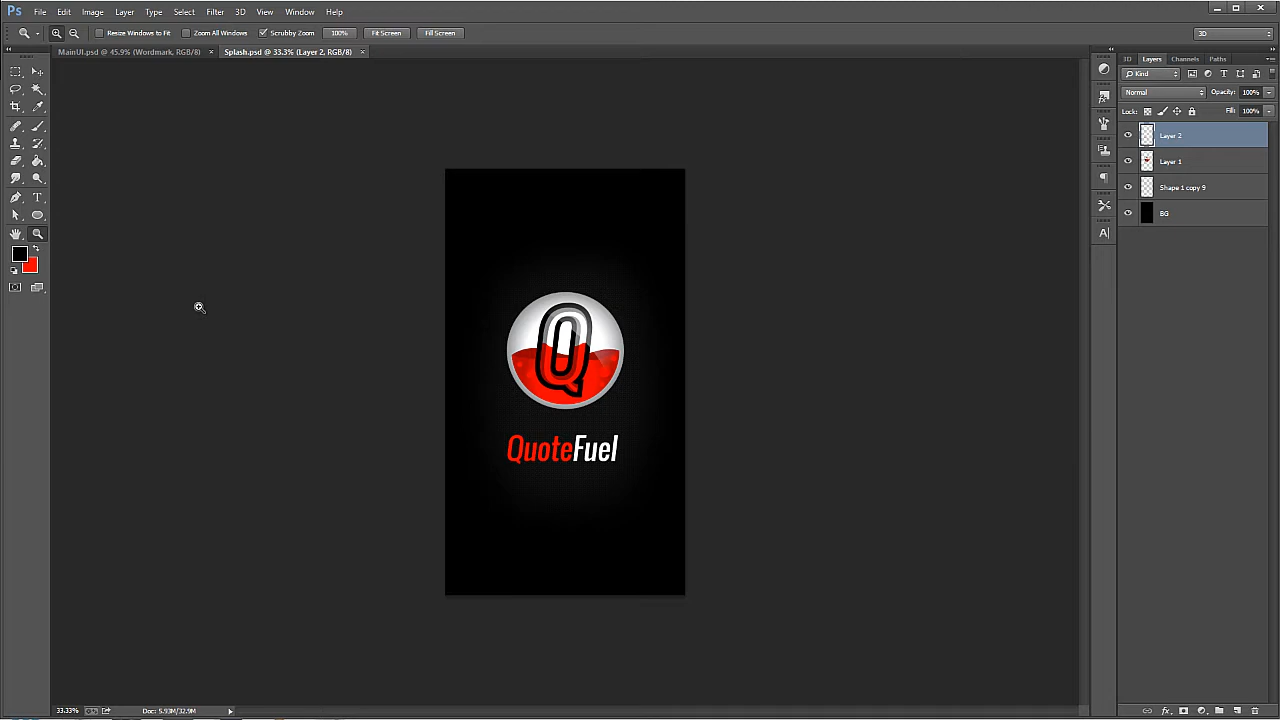 Ps File Edit Image Layer Type Select Filter 3D View Window Help
Resize Windows to Fit Zoom All Windows Scrubby Zoom 100% Fit Screen Fill Screen 3D
MainUI.psd @ 45.9% (Wordmark, RGB/8) × Splash.psd @ 33.3% (Layer 2, RGB/8) ×
3D Layers Channels Paths
Kind
Normal Opacity: 100%
Lock: Fill: 100%
Layer 2
Layer 1
Shape 1 copy 9
BG
Q
QuoteFuel
33.33% Doc: 5.93M/32.9M